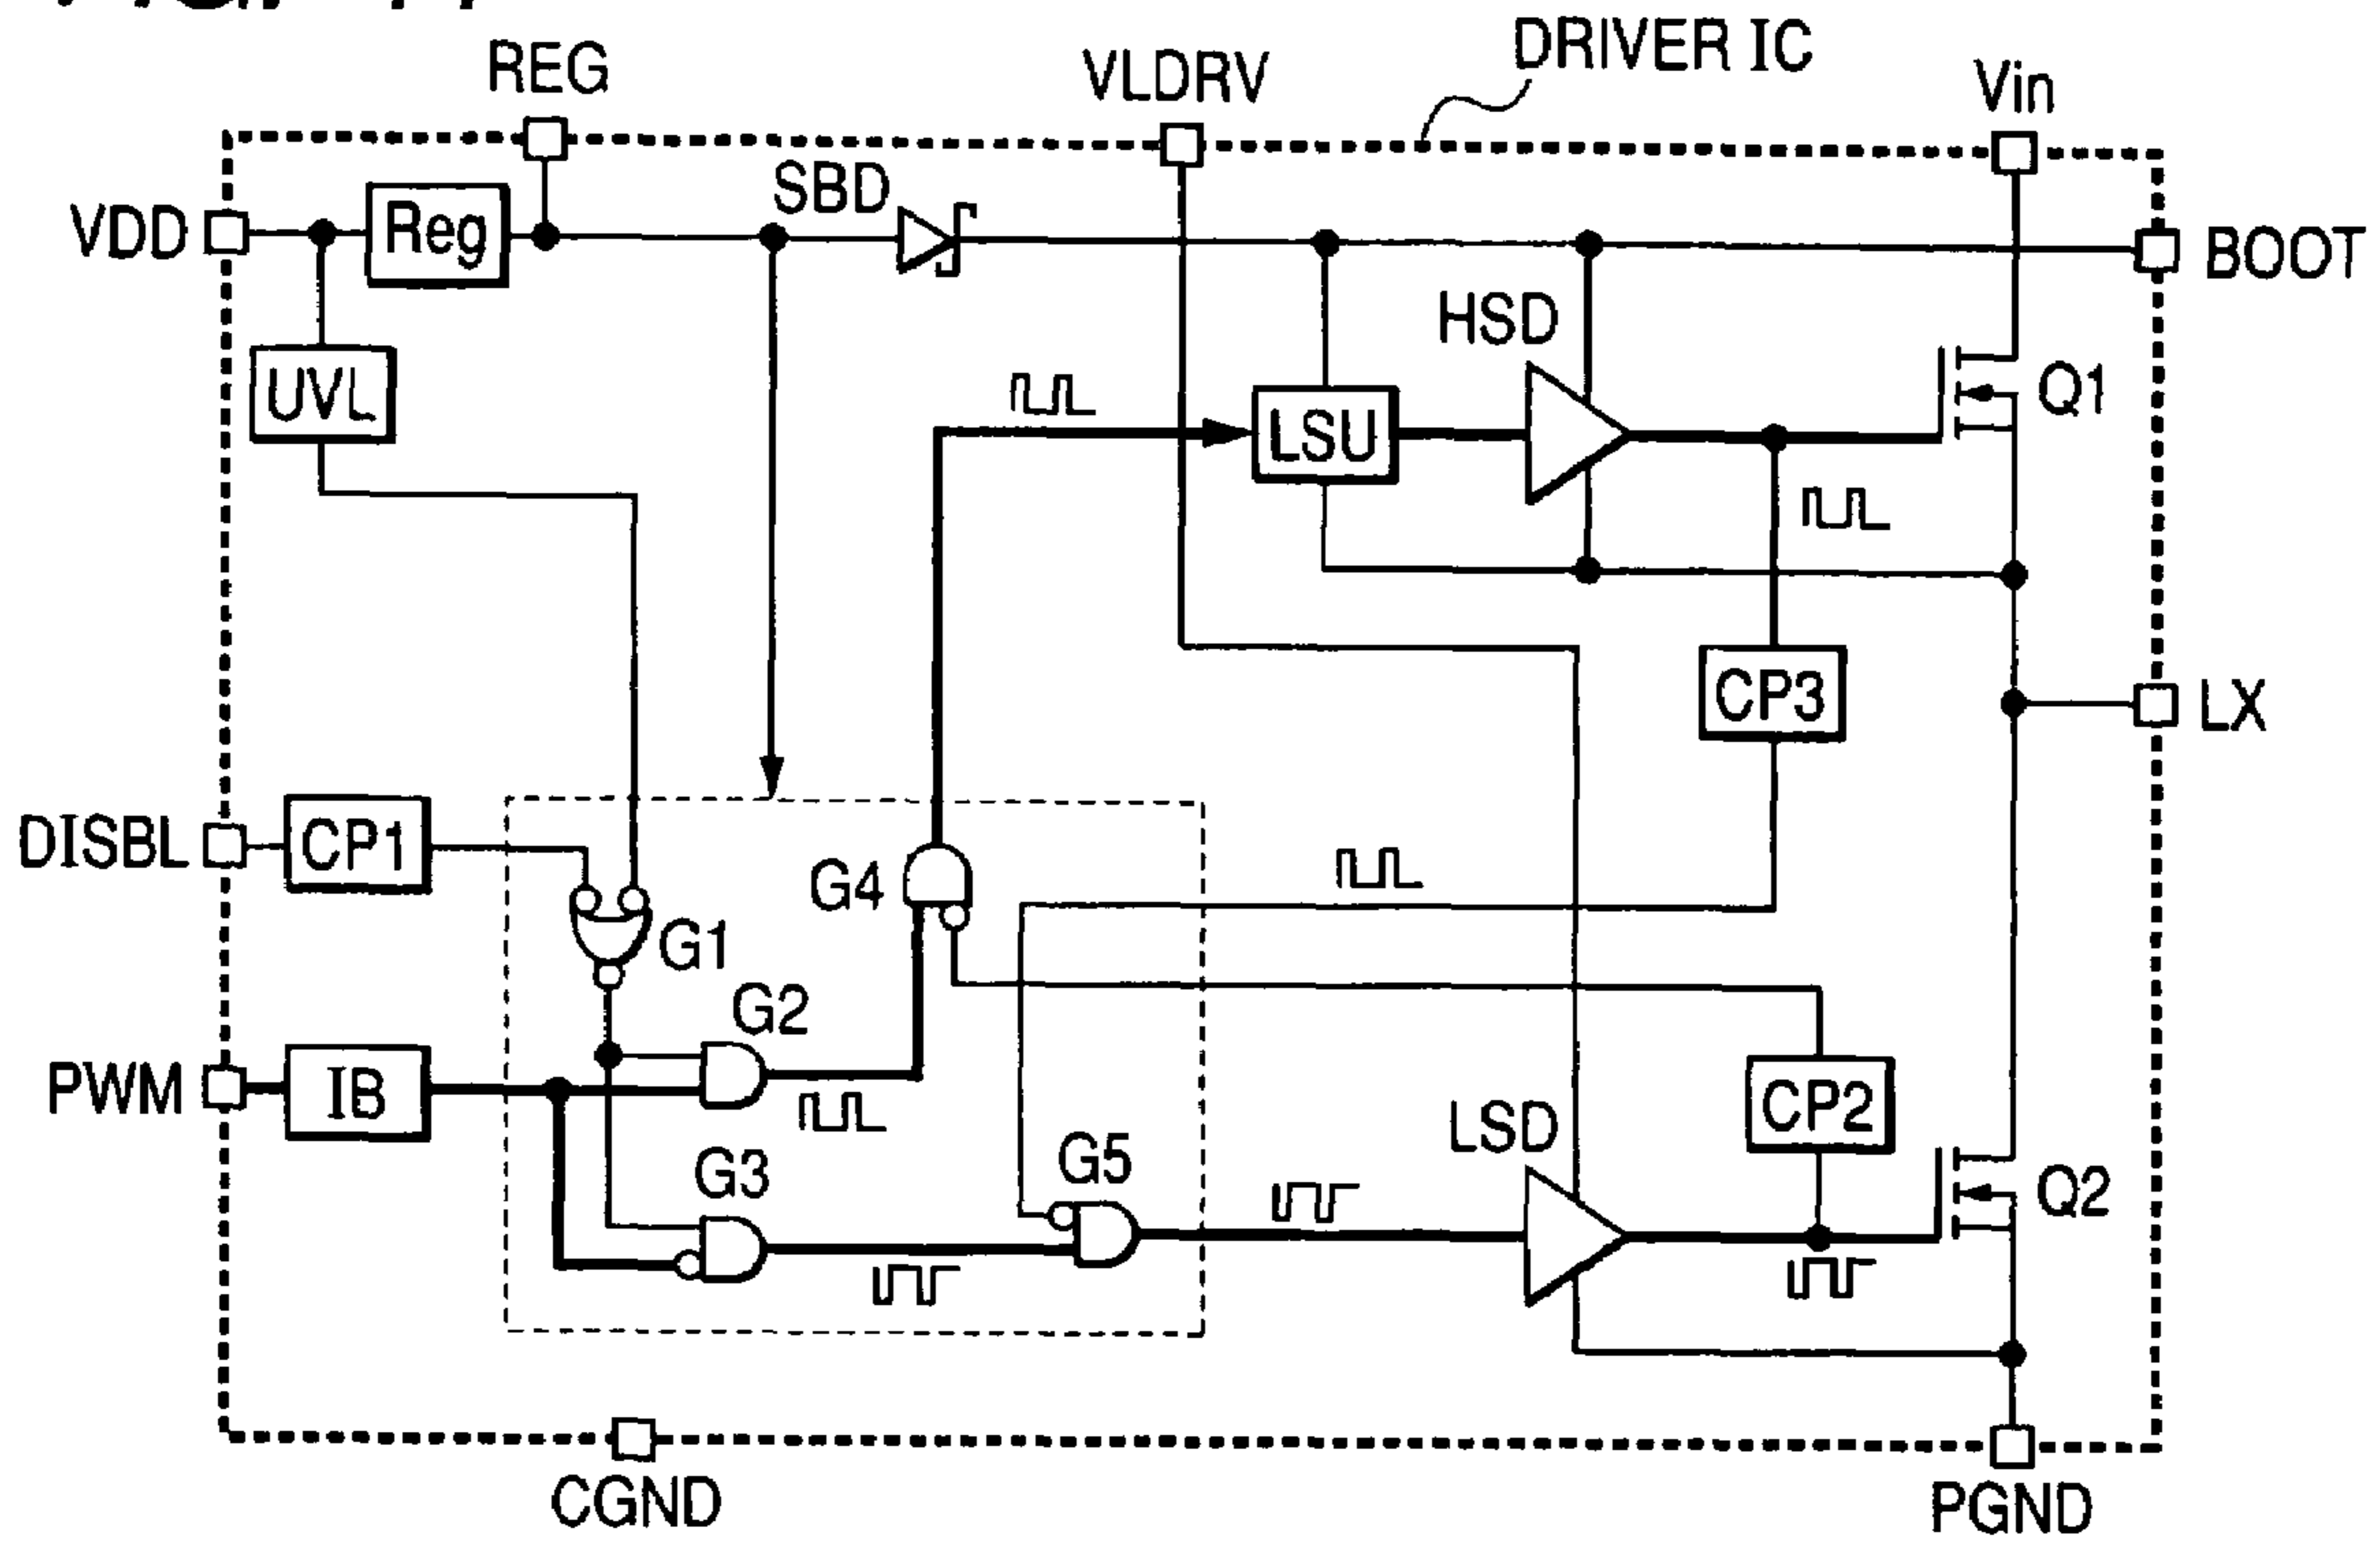 REG
VLDRV
DRIVER IC
Vin
VDD
Reg
SBD
BOOT
UVL
HSD
LSU
Q1
CP3
LX
DISBL
CP1
G4
G1
G2
PWM
IB
G3
G5
LSD
CP2
Q2
CGND
PGND